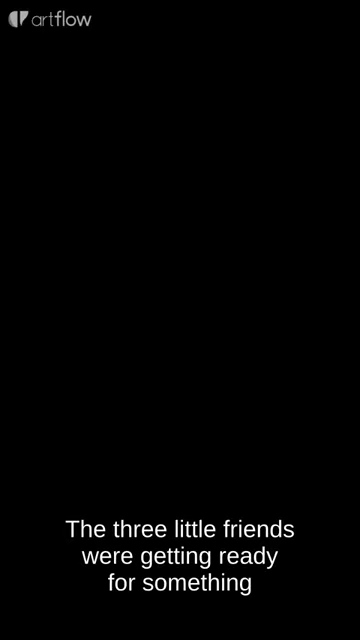 artflow
The three little friends
were getting ready
for something